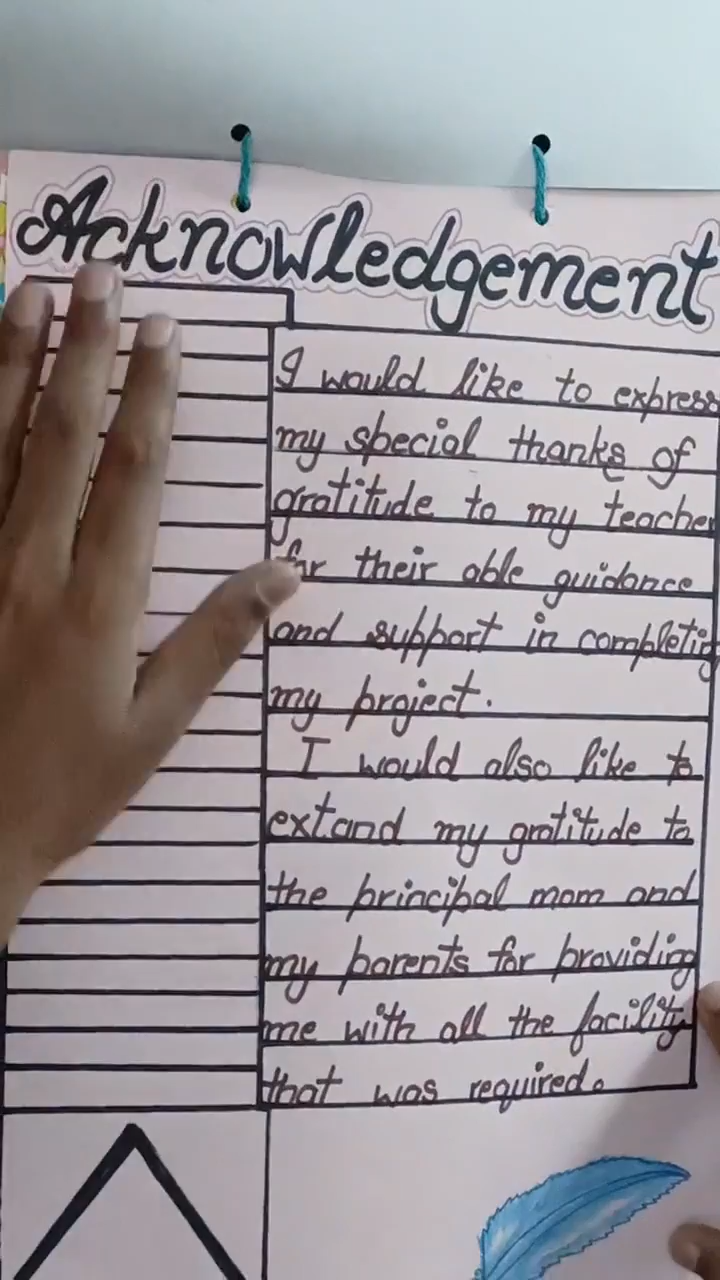 Acknowledgement
I would like to express
my special thanks of
gratitude to my teacher
for their able guidance
and support in completing
my project.
I would also like to
extand my gratitude to
the principal mam and
my parents for providing
me with all the facility
that was required.